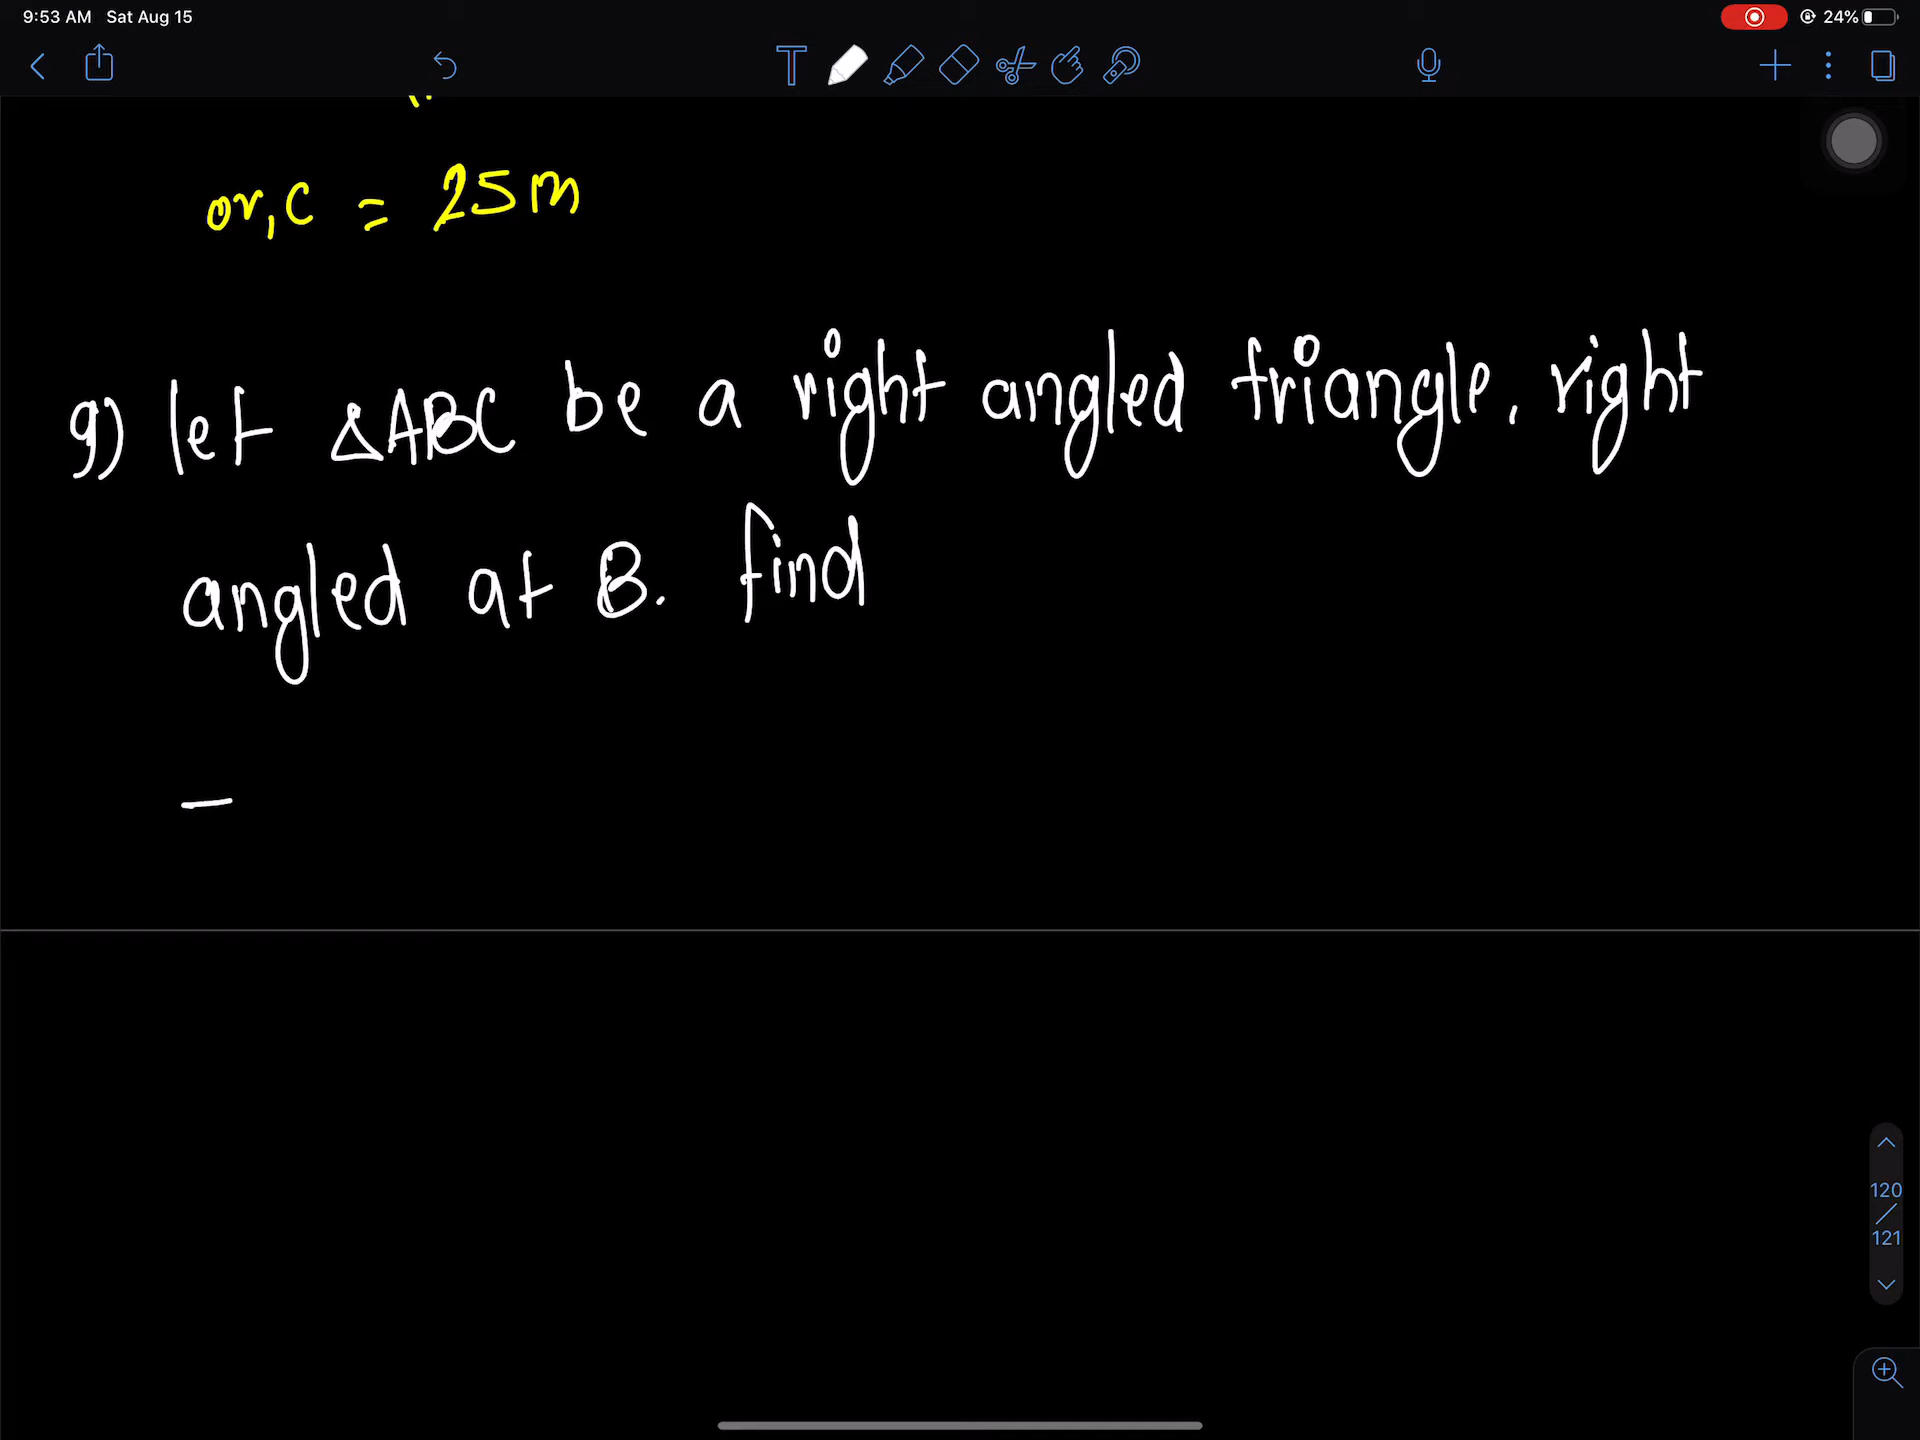 9:53 AM Sat Aug 15
24%
T
or, c = 25m
9) let △ABC be a right angled triangle, right
angled at B. find
—
120
/
121